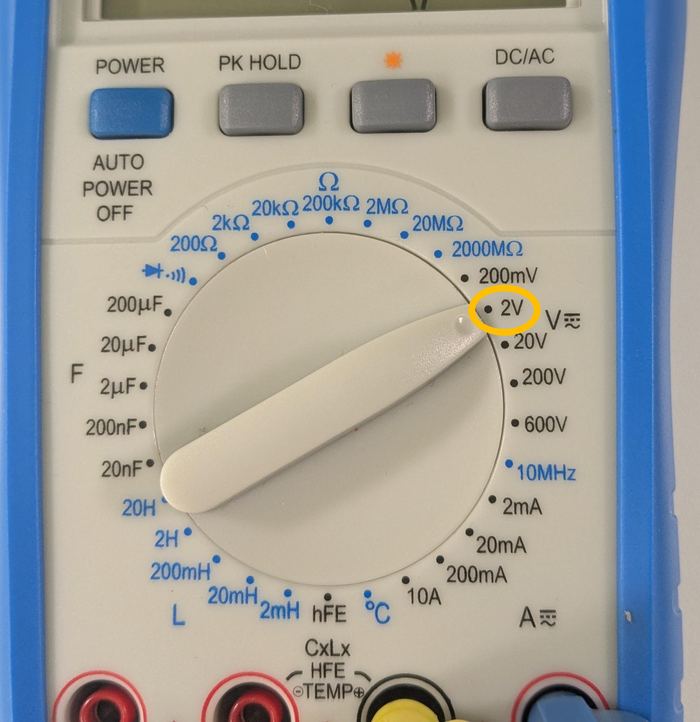 V
POWER
PK HOLD
DC/AC
AUTO
POWER
OFF
Ω
200Ω
2kΩ
20kΩ
200kΩ
2MΩ
20MΩ
2000MΩ
200mV
2V
20V
200V
600V
V
10MHz
2mA
20mA
200mA
10A
A
°C
hFE
2mH
20mH
200mH
2H
20H
L
20nF
200nF
2μF
20μF
200μF
F
CxLx
HFE
⊖TEMP⊕